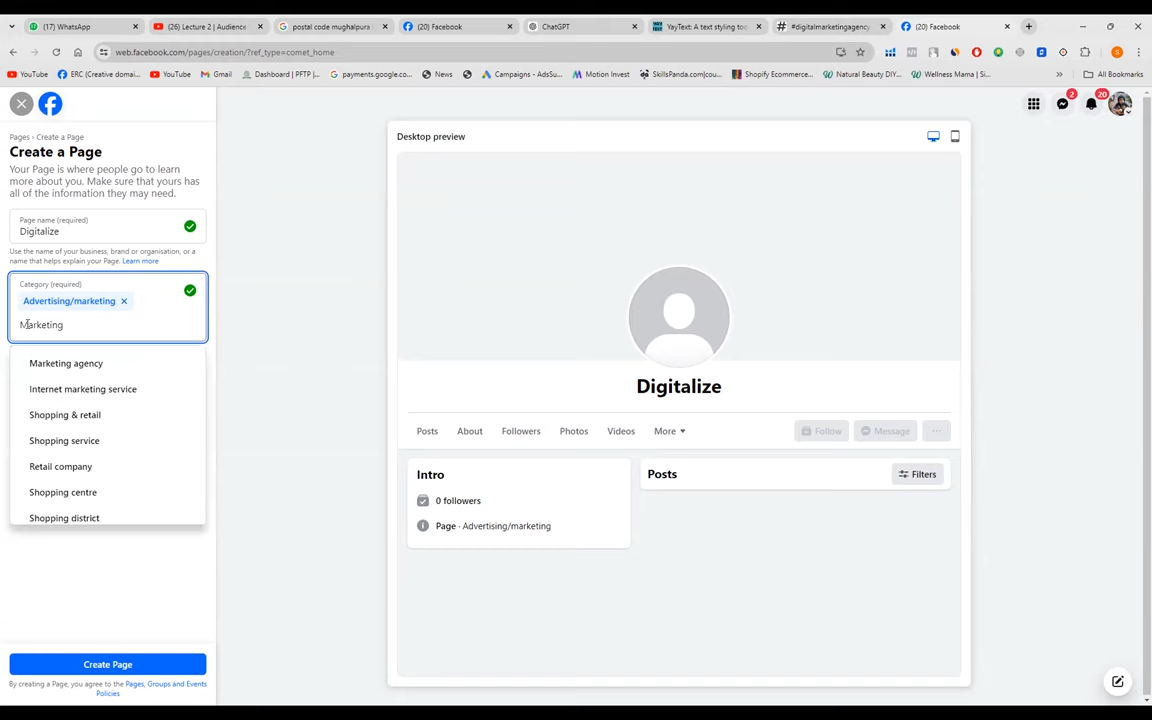 (17) WhatsApp
(26) Lecture 2 | Audience
postal code mughalpura
(20) Facebook
ChatGPT
YayText: A text styling too
#digitalmarketingagency
(20) Facebook
web.facebook.com/pages/creation/?ref_type=comet_home
YouTube
ERC (Creative domai...
YouTube
Gmail
Dashboard | PFTP |...
payments.google.co...
News
Campaigns - AdsSu...
Motion Invest
SkillsPanda.com|cou...
Shopify Ecommerce...
Natural Beauty DIY...
Wellness Mama | Si...
All Bookmarks
2
20
Pages › Create a Page
Create a Page
Your Page is where people go to learn
more about you. Make sure that yours has
all of the information they may need.
Page name (required)
Digitalize
Use the name of your business, brand or organisation, or a
name that helps explain your Page. Learn more
Category (required)
Advertising/marketing
Marketing
Marketing agency
Internet marketing service
Shopping & retail
Shopping service
Retail company
Shopping centre
Shopping district
Create Page
By creating a Page, you agree to the Pages, Groups and Events
Policies
Desktop preview
Digitalize
Posts
About
Followers
Photos
Videos
More
Follow
Message
Intro
0 followers
Page · Advertising/marketing
Posts
Filters